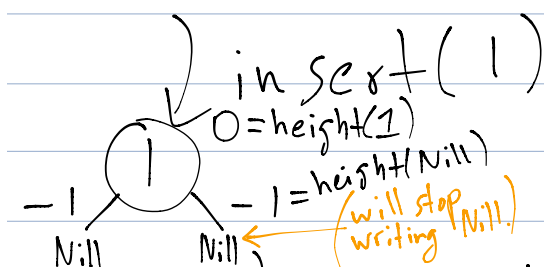 insert(1)
0=height(1)
1
-1
-1=height(Nill)
(will stop
writing Nill.)
Nill
Nill